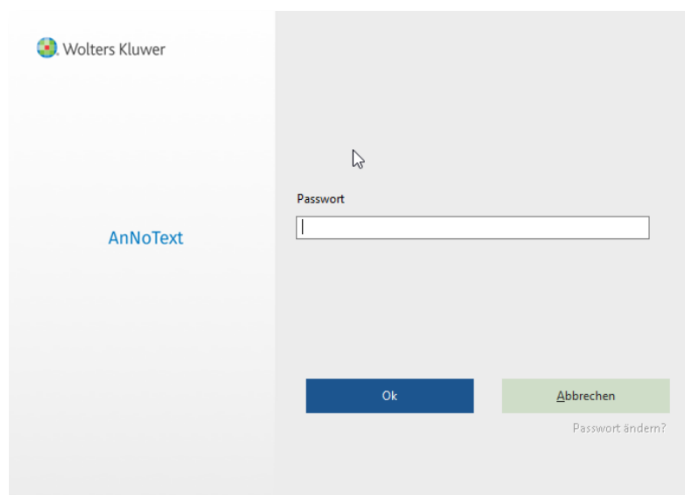 Wolters Kluwer
AnNoText
Passwort
Ok
Abbrechen
Passwort ändern?